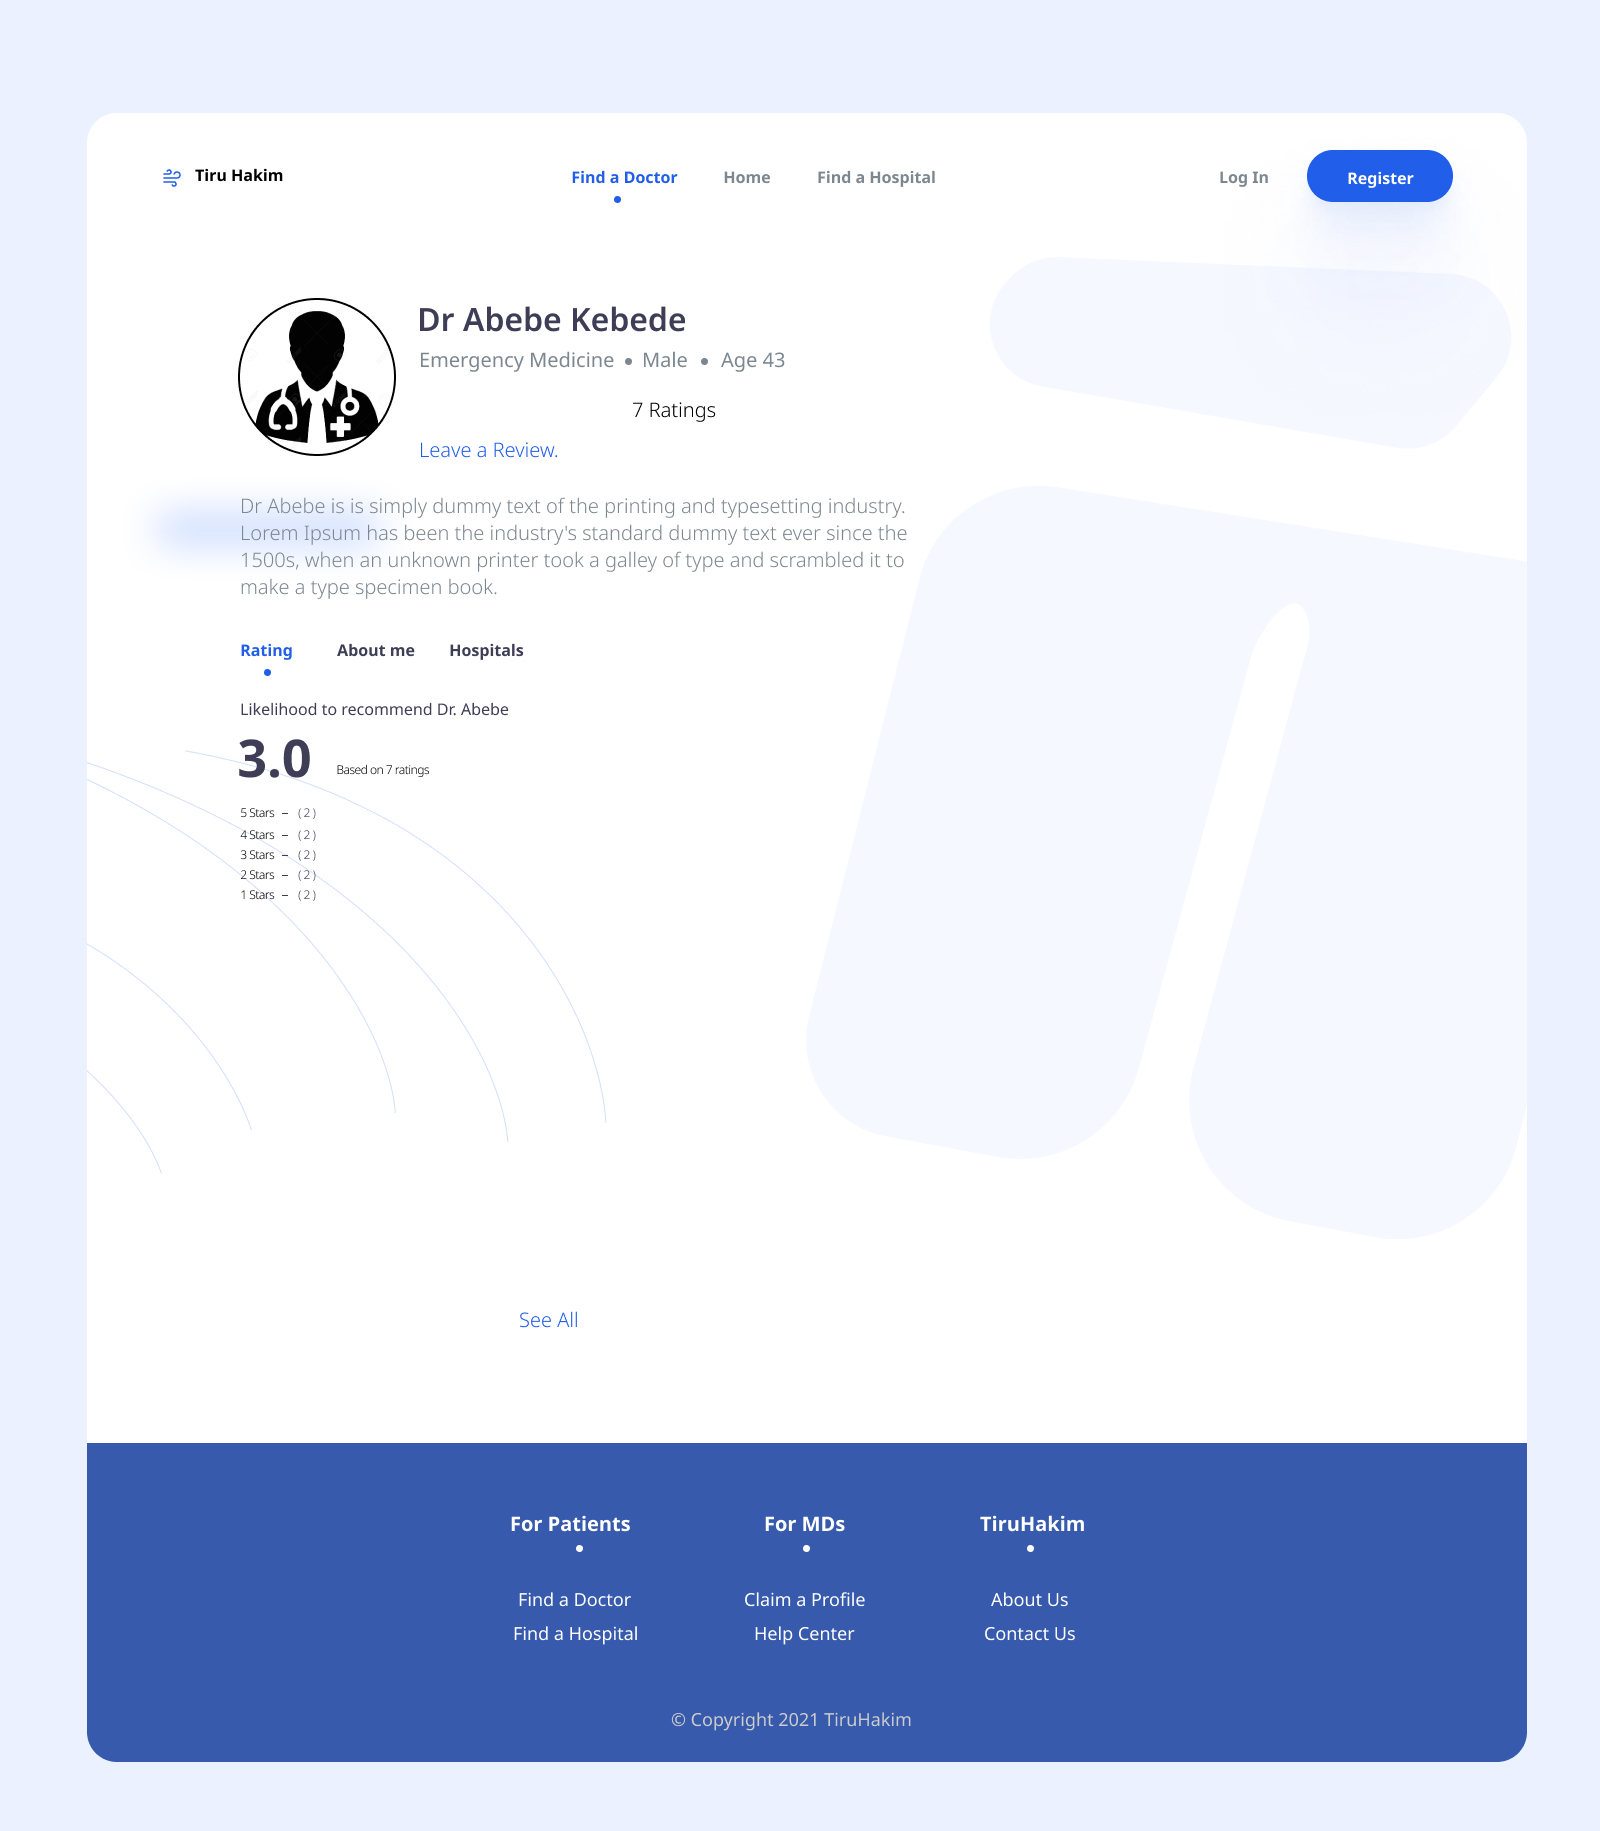 Tiru Hakim
Find a Doctor
Home
Find a Hospital
Log In
Register
Dr Abebe Kebede
Emergency Medicine • Male • Age 43
7 Ratings
Leave a Review.
Dr Abebe is is simply dummy text of the printing and typesetting industry.
Lorem Ipsum has been the industry's standard dummy text ever since the
1500s, when an unknown printer took a galley of type and scrambled it to
make a type specimen book.
Rating
About me
Hospitals
Likelihood to recommend Dr. Abebe
3.0
Based on 7 ratings
5 Stars – ( 2 )
4 Stars – ( 2 )
3 Stars – ( 2 )
2 Stars – ( 2 )
1 Stars – ( 2 )
See All
For Patients
Find a Doctor
Find a Hospital
For MDs
Claim a Profile
Help Center
TiruHakim
About Us
Contact Us
© Copyright 2021 TiruHakim